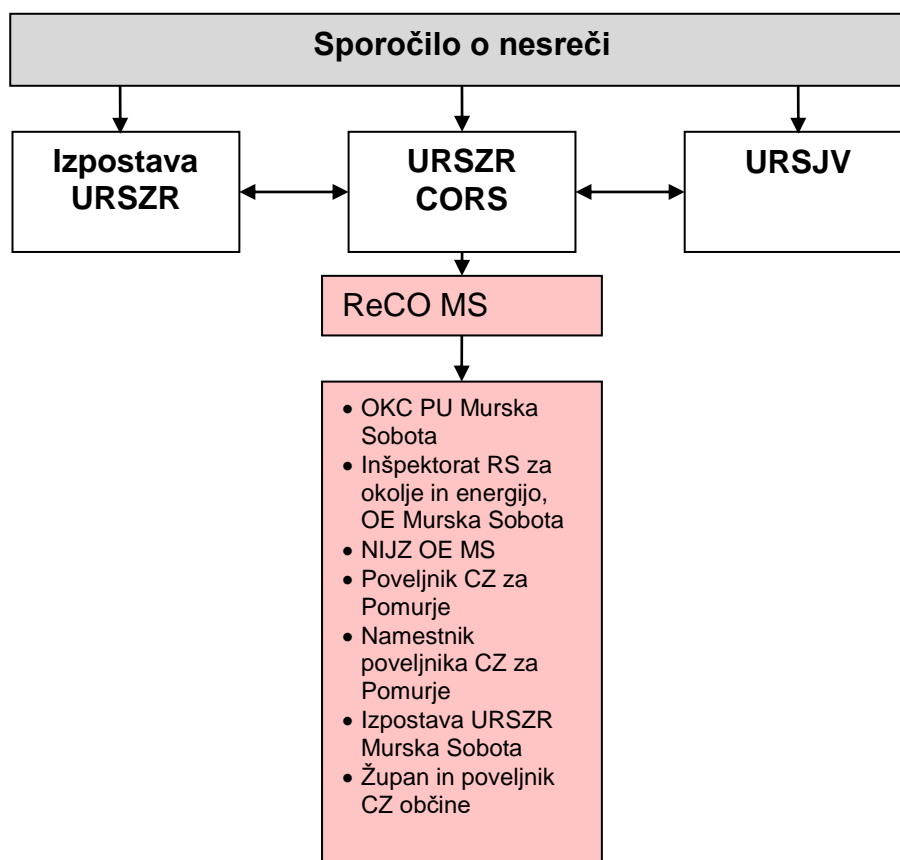 Sporočilo o nesreči
Izpostava
URSZR
URSZR
CORS
URSJV
ReCO MS
• OKC PU Murska
Sobota
• Inšpektorat RS za
okolje in energijo,
OE Murska Sobota
• NIJZ OE MS
• Poveljnik CZ za
Pomurje
• Namestnik
poveljnika CZ za
Pomurje
• Izpostava URSZR
Murska Sobota
• Župan in poveljnik
CZ občine